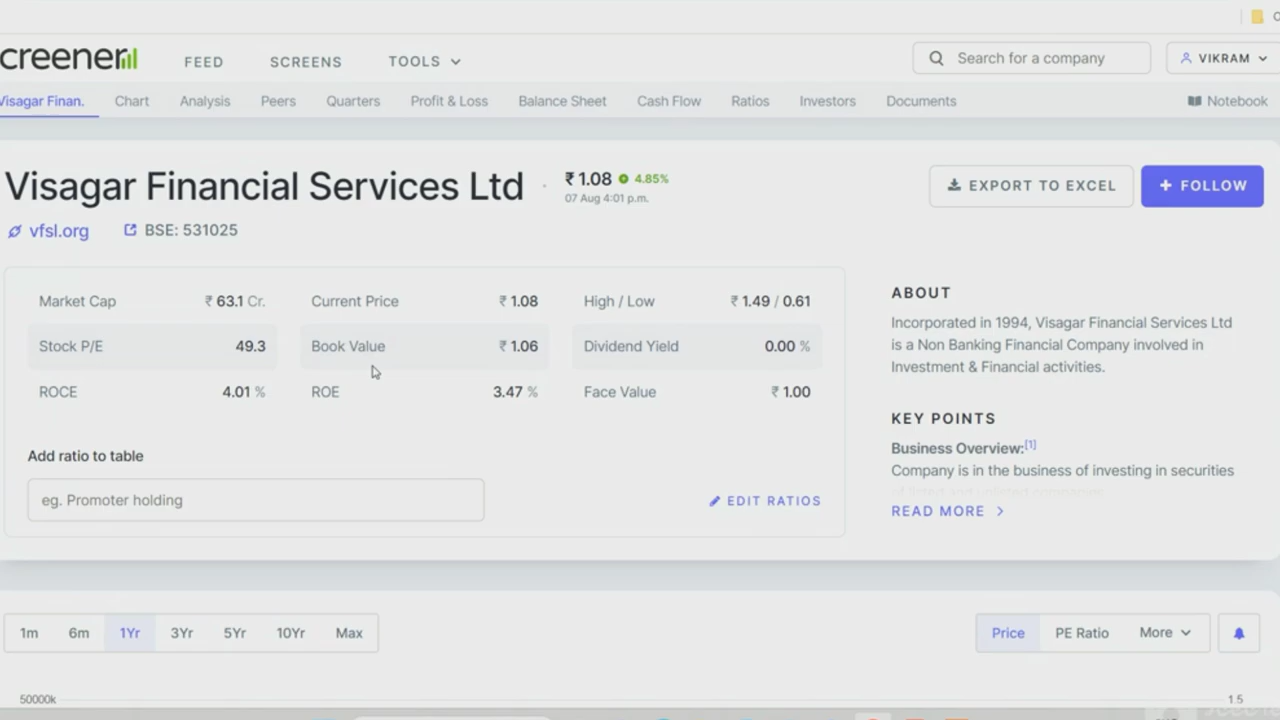 creener
FEED
SCREENS
TOOLS
Search for a company
VIKRAM
Visagar Finan.
Chart
Analysis
Peers
Quarters
Profit & Loss
Balance Sheet
Cash Flow
Ratios
Investors
Documents
Notebook
Visagar Financial Services Ltd
₹ 1.08 4.85%
07 Aug 4:01 p.m.
EXPORT TO EXCEL
+ FOLLOW
vfsl.org
BSE: 531025
Market Cap ₹ 63.1 Cr.
Current Price ₹ 1.08
High / Low ₹ 1.49 / 0.61
Stock P/E 49.3
Book Value ₹ 1.06
Dividend Yield 0.00 %
ROCE 4.01 %
ROE 3.47 %
Face Value ₹ 1.00
Add ratio to table
eg. Promoter holding
EDIT RATIOS
ABOUT
Incorporated in 1994, Visagar Financial Services Ltd
is a Non Banking Financial Company involved in
Investment & Financial activities.
KEY POINTS
Business Overview:[1]
Company is in the business of investing in securities
of listed and unlisted companies
READ MORE
1m
6m
1Yr
3Yr
5Yr
10Yr
Max
Price
PE Ratio
More
50000k
1.5